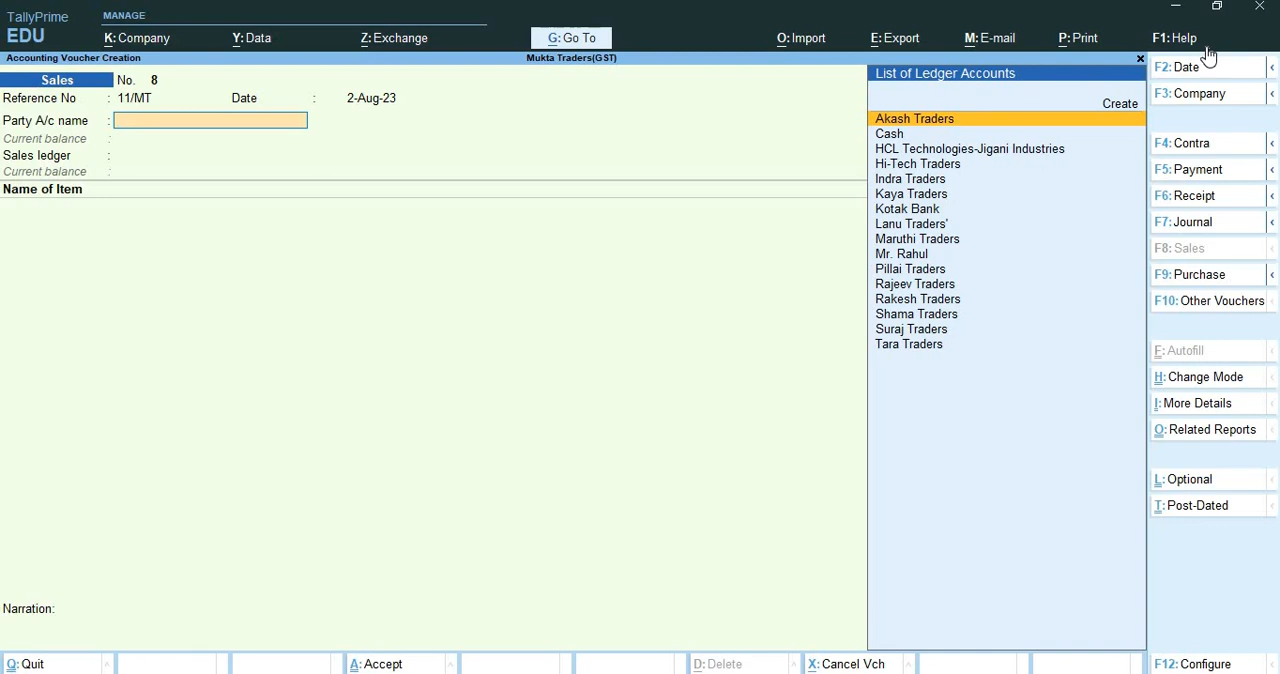 TallyPrime
MANAGE
EDU
K: Company
Y: Data
Z: Exchange
G: Go To
O: Import
E: Export
M: E-mail
P: Print
F1: Help
Accounting Voucher Creation
Mukta Traders(GST)
Sales No. 8
Reference No : 11/MT Date : 2-Aug-23
Party A/c name :
Current balance :
Sales ledger :
Current balance :
Name of Item
Narration:
List of Ledger Accounts
Create
Akash Traders
Cash
HCL Technologies-Jigani Industries
Hi-Tech Traders
Indra Traders
Kaya Traders
Kotak Bank
Lanu Traders'
Maruthi Traders
Mr. Rahul
Pillai Traders
Rajeev Traders
Rakesh Traders
Shama Traders
Suraj Traders
Tara Traders
F2: Date
F3: Company
F4: Contra
F5: Payment
F6: Receipt
F7: Journal
F8: Sales
F9: Purchase
F10: Other Vouchers
F: Autofill
H: Change Mode
I: More Details
O: Related Reports
L: Optional
T: Post-Dated
Q: Quit
A: Accept
D: Delete
X: Cancel Vch
F12: Configure